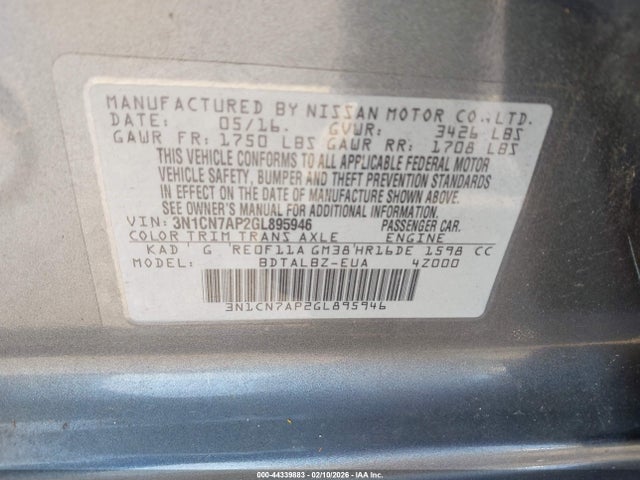 MANUFACTURED BY NISSAN MOTOR CO.,LTD.
DATE: 05/16. GVWR: 3426 LBS
GAWR FR: 1750 LBS GAWR RR: 1708 LBS
THIS VEHICLE CONFORMS TO ALL APPLICABLE FEDERAL MOTOR
VEHICLE SAFETY, BUMPER AND THEFT PREVENTION STANDARDS
IN EFFECT ON THE DATE OF MANUFACTURE SHOWN ABOVE.
SEE OWNER'S MANUAL FOR ADDITIONAL INFORMATION
VIN: 3N1CN7AP2GL895946 PASSENGER CAR.
COLOR TRIM TRANS AXLE ENGINE
KAD G RE0F11A GM38 HR16DE 1598 CC
MODEL: BDTALBZ-EUA 4Z000
3N1CN7AP2GL895946
000-44339883 - 02/10/2026 - © IAA Inc.